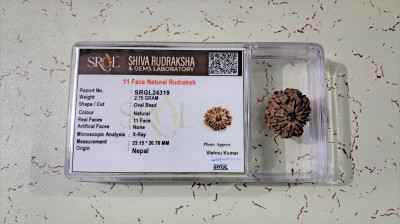 SRGL
SHIVA RUDRAKSHA
& GEMS LABORATORY
11 Face Natural Rudraksh
Report No. : SRGL24319
Weight : 2.75 GRAM
Shape / Cut : Oval Bead
Colour : Natural
Real Faces : 11 Face
Artificial Faces : None
Microscopic Analysis : X-Ray
Measurement : 23.15 * 20.78 MM
Origin : Nepal
Photo Approx
Vishnu Kumar
SRGL